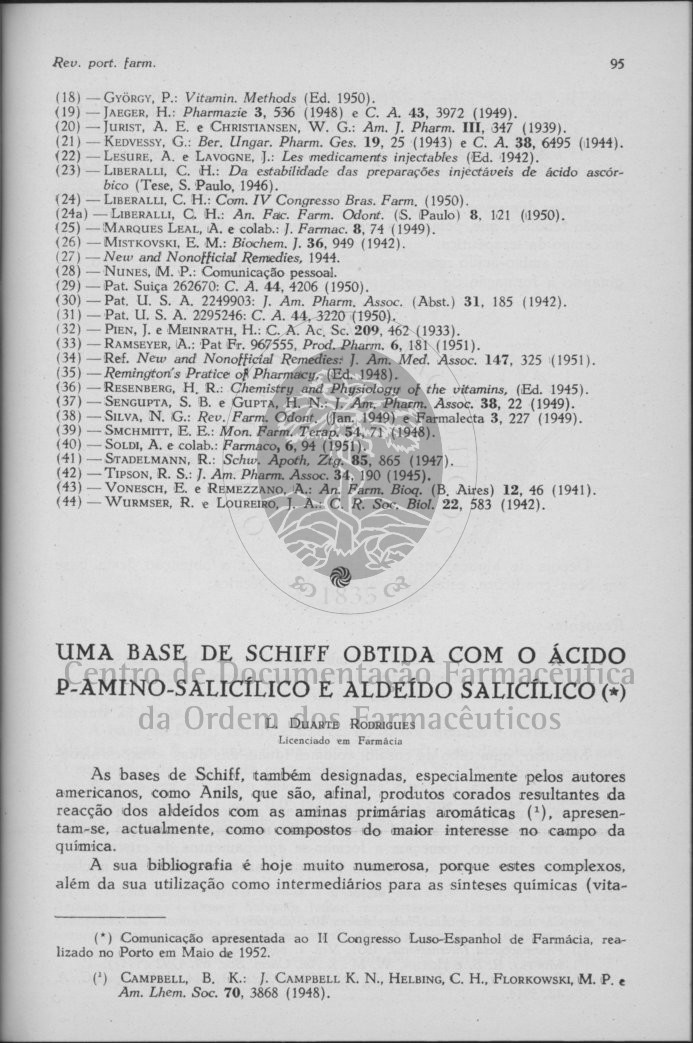 Rev. port. farm. 95
(18) — GYÖRGY, P.: Vitamin. Methods (Ed. 1950).
(19) — JAEGER, H.: Pharmazie 3, 536 (1948) e C. A. 43, 3972 (1949).
(20) — JURIST, A. E. e CHRISTIANSEN, W. G.: Am. J. Pharm. III, 347 (1939).
(21) — KEDVESSY, G.: Ber. Ungar. Pharm. Ges. 19, 25 (1943) e C. A. 38, 6495 (1944).
(22) — LESURE, A. e LAVOGNE, J.: Les medicaments injectables (Ed. 1942).
(23) — LIBERALLI, C. H.: Da estabilidade das preparações injectáveis de ácido ascór-
bico (Tese, S. Paulo, 1946).
(24) — LIBERALLI, C. H.: Com. IV Congresso Bras. Farm. (1950).
(24a) — LIBERALLI, C. H.: An. Fac. Farm. Odont. (S. Paulo) 8, 121 (1950).
(25) — MARQUES LEAL, A. e colab.: J. Farmac. 8, 74 (1949).
(26) — MISTKOVSKI, E. M.: Biochem. J. 36, 949 (1942).
(27) — New and Nonofficial Remedies, 1944.
(28) — NUNES, M. P.: Comunicação pessoal.
(29) — Pat. Suiça 262670: C. A. 44, 4206 (1950).
(30) — Pat. U. S. A. 2249903: J. Am. Pharm. Assoc. (Abst.) 31, 185 (1942).
(31) — Pat. U. S. A. 2295246: C. A. 44, 3220 (1950).
(32) — PIEN, J. e MEINRATH, H.: C. A. Ac. Sc. 209, 462 (1933).
(33) — RAMSEYER, A.: Pat Fr. 967555, Prod. Pharm. 6, 181 (1951).
(34) — Ref. New and Nonofficial Remedies: J. Am. Med. Assoc. 147, 325 (1951).
(35) — Remington's Pratice of Pharmacy, (Ed. 1948).
(36) — RESENBERG, H. R.: Chemistry and Physiology of the vitamins, (Ed. 1945).
(37) — SENGUPTA, S. B. e GUPTA, H. N.: J. Am. Pharm. Assoc. 38, 22 (1949).
(38) — SILVA, N. G.: Rev. Farm. Odont. (Jan. 1949) e Farmalecta 3, 227 (1949).
(39) — SMCHMITT, E. E.: Mon. Farm. Terap. 54, 71 (1948).
(40) — SOLDI, A. e colab.: Farmaco, 6, 94 (1951).
(41) — STADELMANN, R.: Schw. Apoth. Ztg. 85, 865 (1947).
(42) — TIPSON, R. S.: J. Am. Pharm. Assoc. 34, 190 (1945).
(43) — VONESCH, E. e REMEZZANO, A.: An. Farm. Bioq. (B. Aires) 12, 46 (1941).
(44) — WURMSER, R. e LOUREIRO, J. A.: C. R. Soc. Biol. 22, 583 (1942).
1835
UMA BASE DE SCHIFF OBTIDA COM O ÁCIDO
Centro de Documentação Farmacêutica
P-AMINO-SALICÍLICO E ALDEÍDO SALICÍLICO (*)
da Ordem dos Farmacêuticos
L. DUARTE RODRIGUES
Licenciado em Farmácia
As bases de Schiff, também designadas, especialmente pelos autores
americanos, como Anils, que são, afinal, produtos corados resultantes da
reacção dos aldeídos com as aminas primárias aromáticas (¹), apresen-
tam-se, actualmente, como compostos do maior interesse no campo da
química.
A sua bibliografia é hoje muito numerosa, porque estes complexos,
além da sua utilização como intermediários para as sínteses químicas (vita-
(*) Comunicação apresentada ao II Congresso Luso-Espanhol de Farmácia, rea-
lizado no Porto em Maio de 1952.
(¹) CAMPBELL, B. K.: J. CAMPBELL K. N., HELBING, C. H., FLORKOWSKI, M. P. e
Am. Lhem. Soc. 70, 3868 (1948).